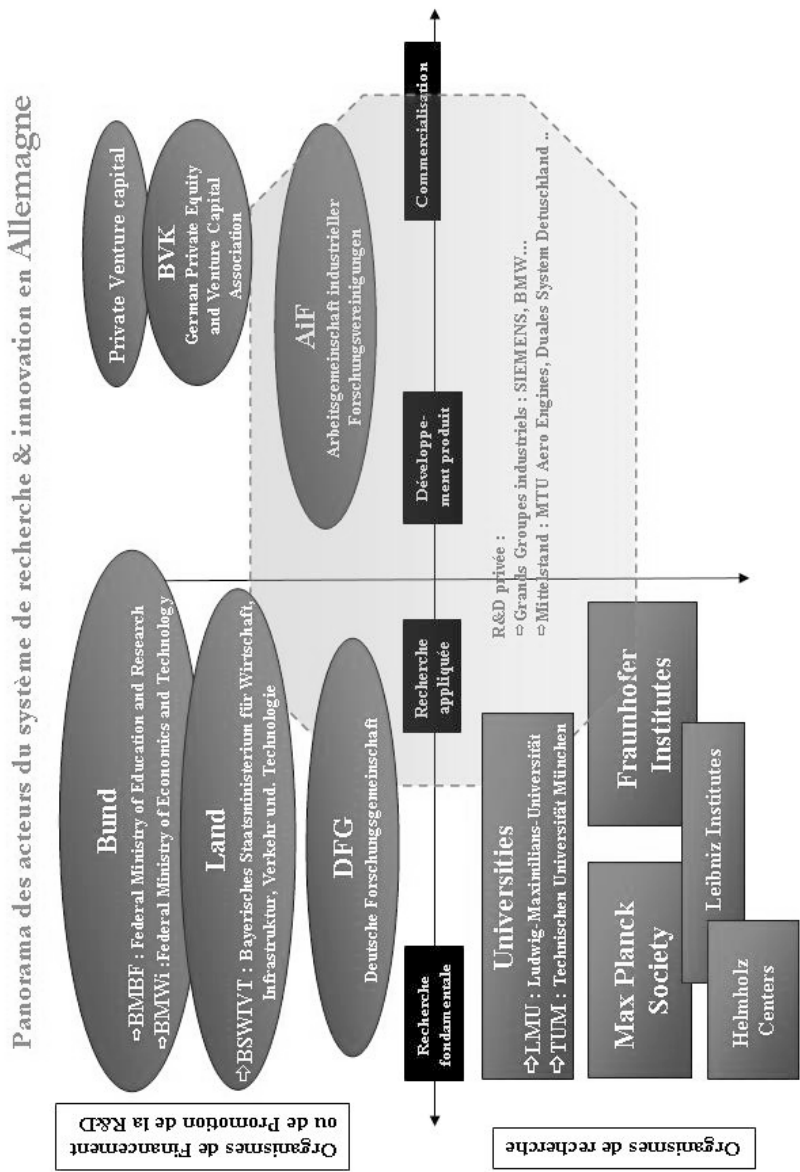 Panorama des acteurs du système de recherche & innovation en Allemagne
Organismes de Financement
ou de Promotion de la R&D
Bund
⇨BMBF : Federal Ministry of Education and Research
⇨BMWi :Federal Ministry of Economics and Technology
Land
⇨BSWIVT : Bayerisches Staatsministerium für Wirtschaft,
Infrastruktur, Verkehr und. Technologie
DFG
Deutsche Forschungsgemeinschaft
Private Venture capital
BVK
German Private Equity
and Venture Capital
Association
AiF
Arbeitsgemeinschaft industrieller
Forschungsvereinigungen
Recherche
fondamentale
Recherche
appliquée
Développe-
ment produit
Commercialisation
Organismes de recherche
Universities
⇨LMU : Ludwig-Maximilians-Universität
⇨TUM : Technischen Universität München
Max Planck
Society
Fraunhofer
Institutes
Leibniz Institutes
Helmholz
Centers
R&D privée :
⇨Grands Groupes industriels : SIEMENS, BMW...
⇨Mittelstand : MTU Aero Engines, Duales System Detuschland ..